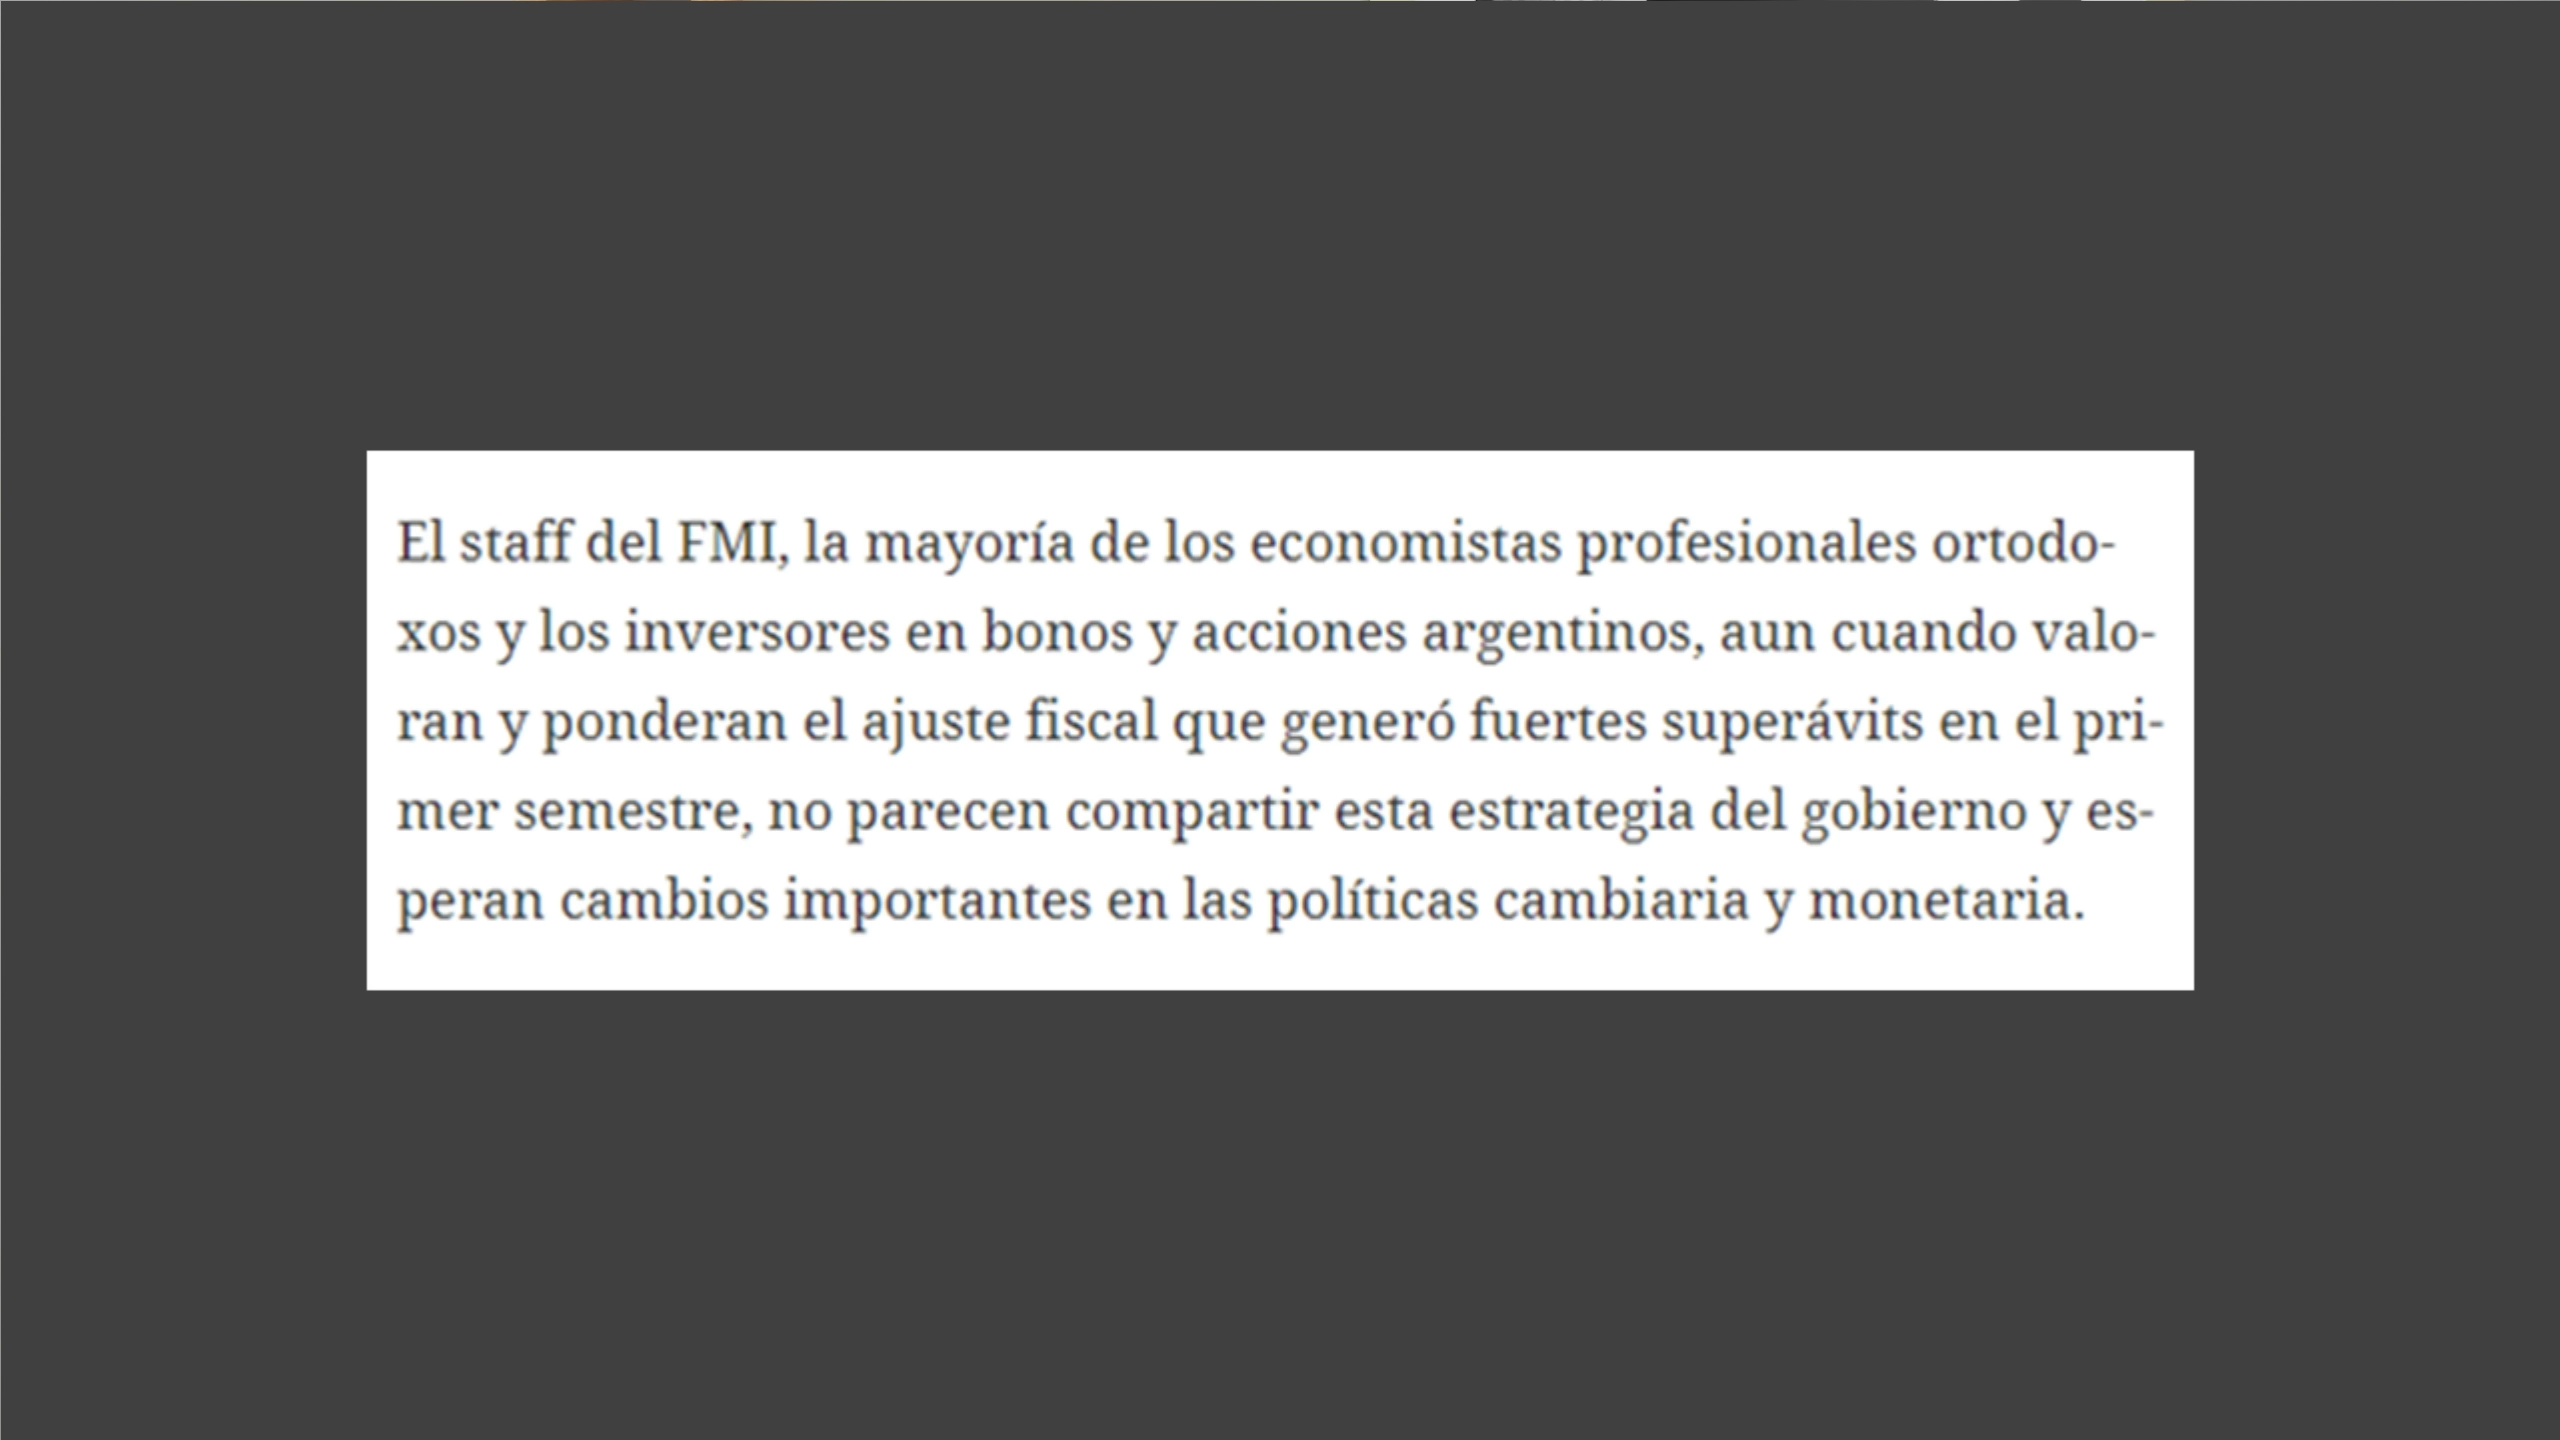 El staff del FMI, la mayoría de los economistas profesionales ortodo-
xos y los inversores en bonos y acciones argentinos, aun cuando valo-
ran y ponderan el ajuste fiscal que generó fuertes superávits en el pri-
mer semestre, no parecen compartir esta estrategia del gobierno y es-
peran cambios importantes en las políticas cambiaria y monetaria.